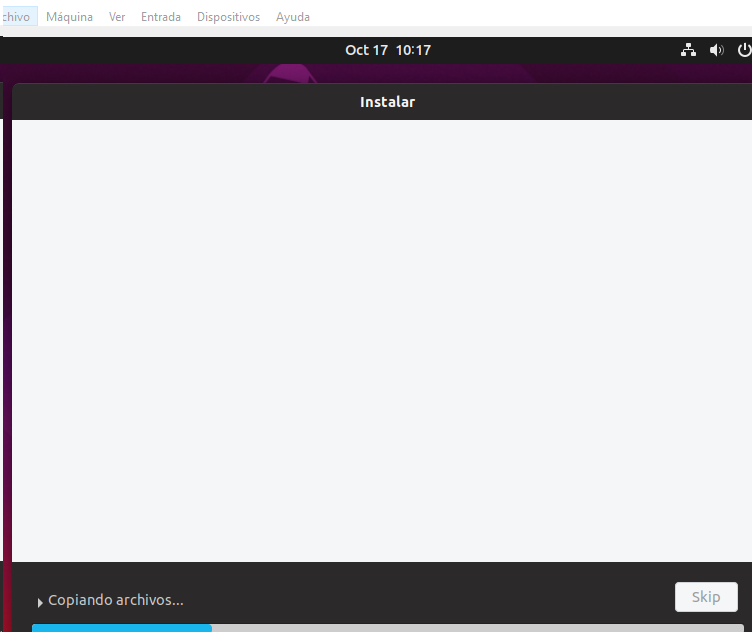 chivo Máquina Ver Entrada Dispositivos Ayuda
Oct 17 10:17
Instalar
Copiando archivos...
Skip